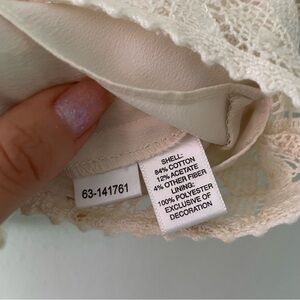 63-141761
SHELL:
84% COTTON
12% ACETATE
4% OTHER FIBER
LINING:
100% POLYESTER
EXCLUSIVE OF
DECORATION